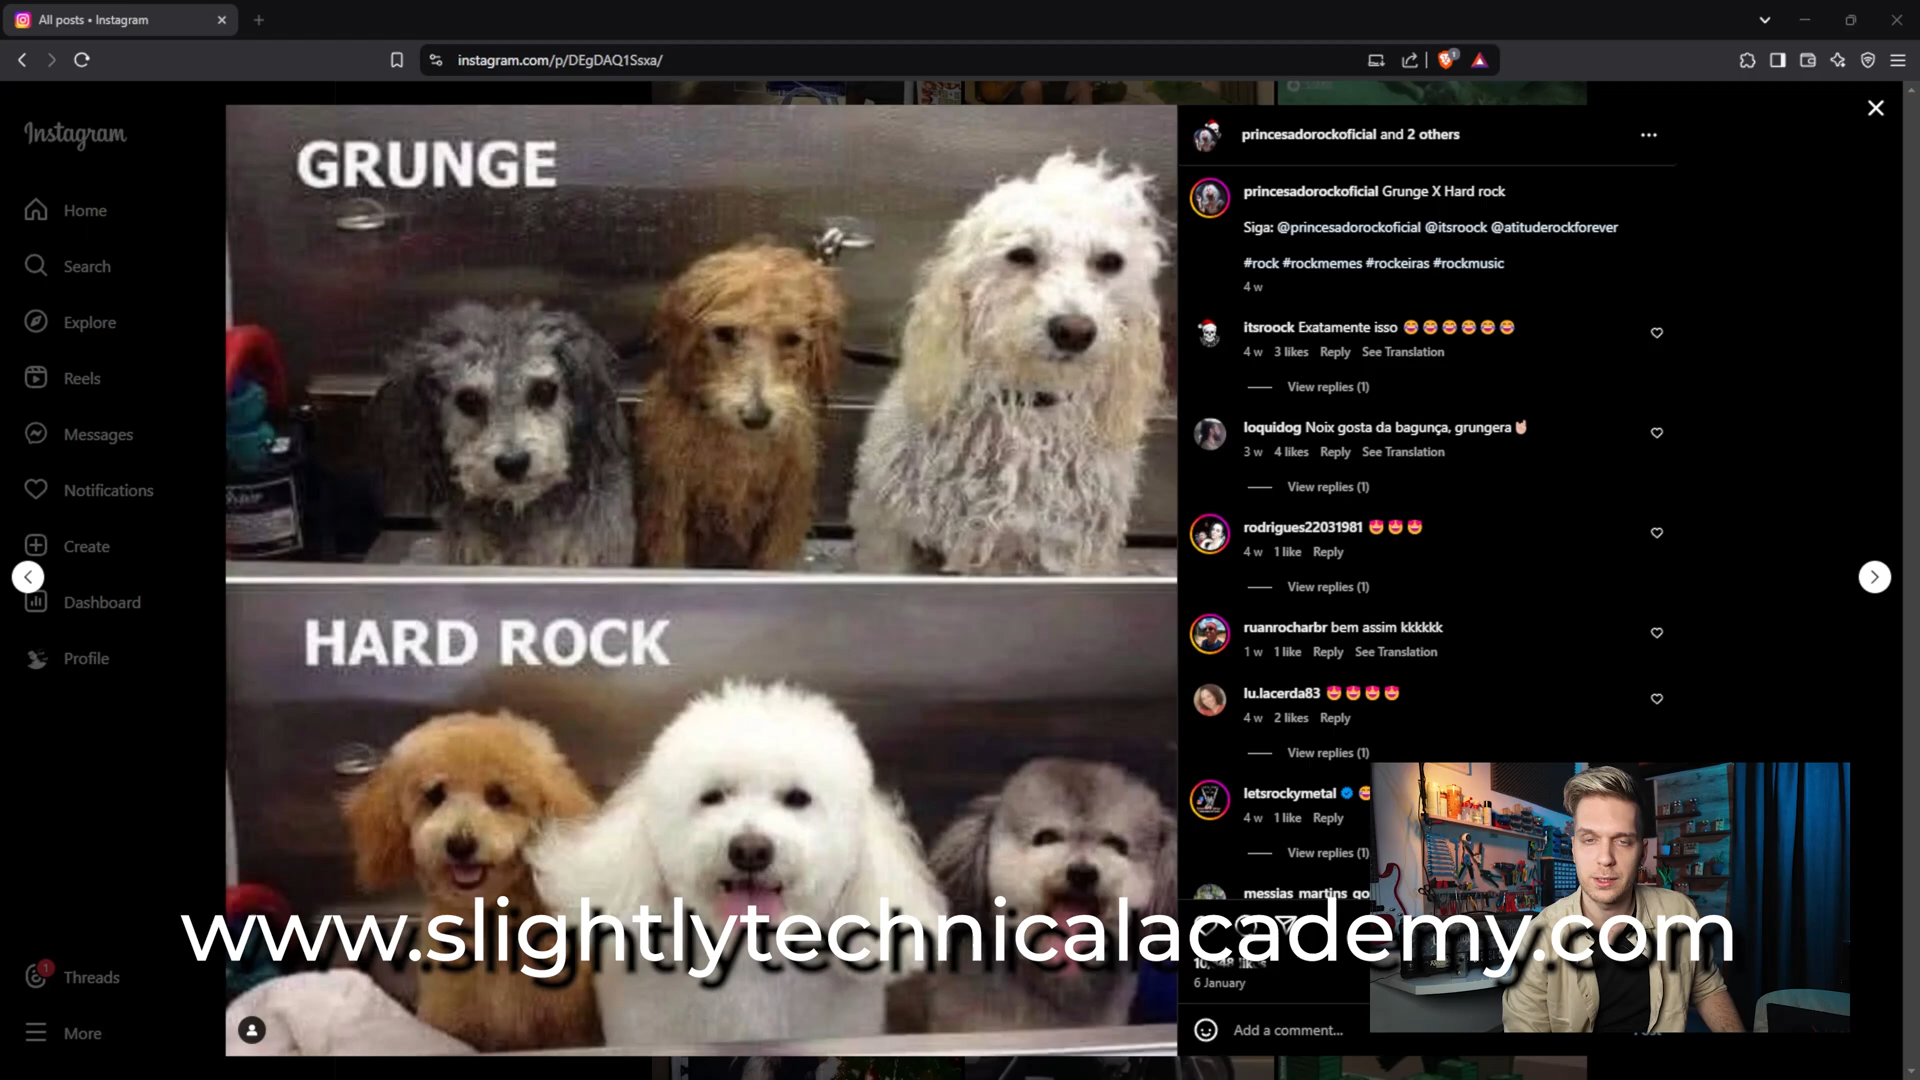 All posts • Instagram
instagram.com/p/DEgDAQ1Ssxa/
1
Instagram
Home
Search
Explore
Reels
Messages
Notifications
Create
Dashboard
Profile
1
Threads
More
GRUNGE
HARD ROCK
princesadorockoficial and 2 others
princesadorockoficial Grunge X Hard rock
Siga: @princesadorockoficial @itsroock @atituderockforever
#rock #rockmemes #rockeiras #rockmusic
4 w
itsroock Exatamente isso 😂😂😂😂😂😂
4 w 3 likes Reply See Translation
View replies (1)
loquidog Noix gosta da bagunça, grungera🤘🏻
3 w 4 likes Reply See Translation
View replies (1)
rodrigues22031981 😍😍😍
4 w 1 like Reply
View replies (1)
ruanrocharbr bem assim kkkkkk
1 w 1 like Reply See Translation
lu.lacerda83 😍😍😍😍
4 w 2 likes Reply
View replies (1)
letsrockymetal
4 w 1 like Reply
View replies (1)
messias_martins_go
www.slightlytechnicalacademy.com
likes
6 January
Add a comment...